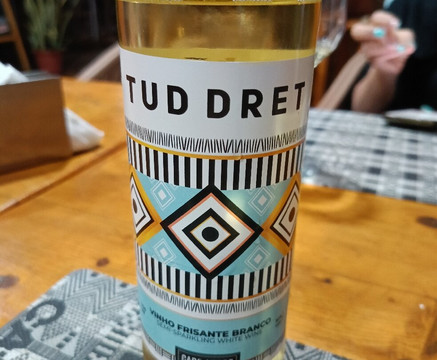 TUD DRET
VINHO FRISANTE BRANCO
SEMI-SPARKLING WHITE WINE